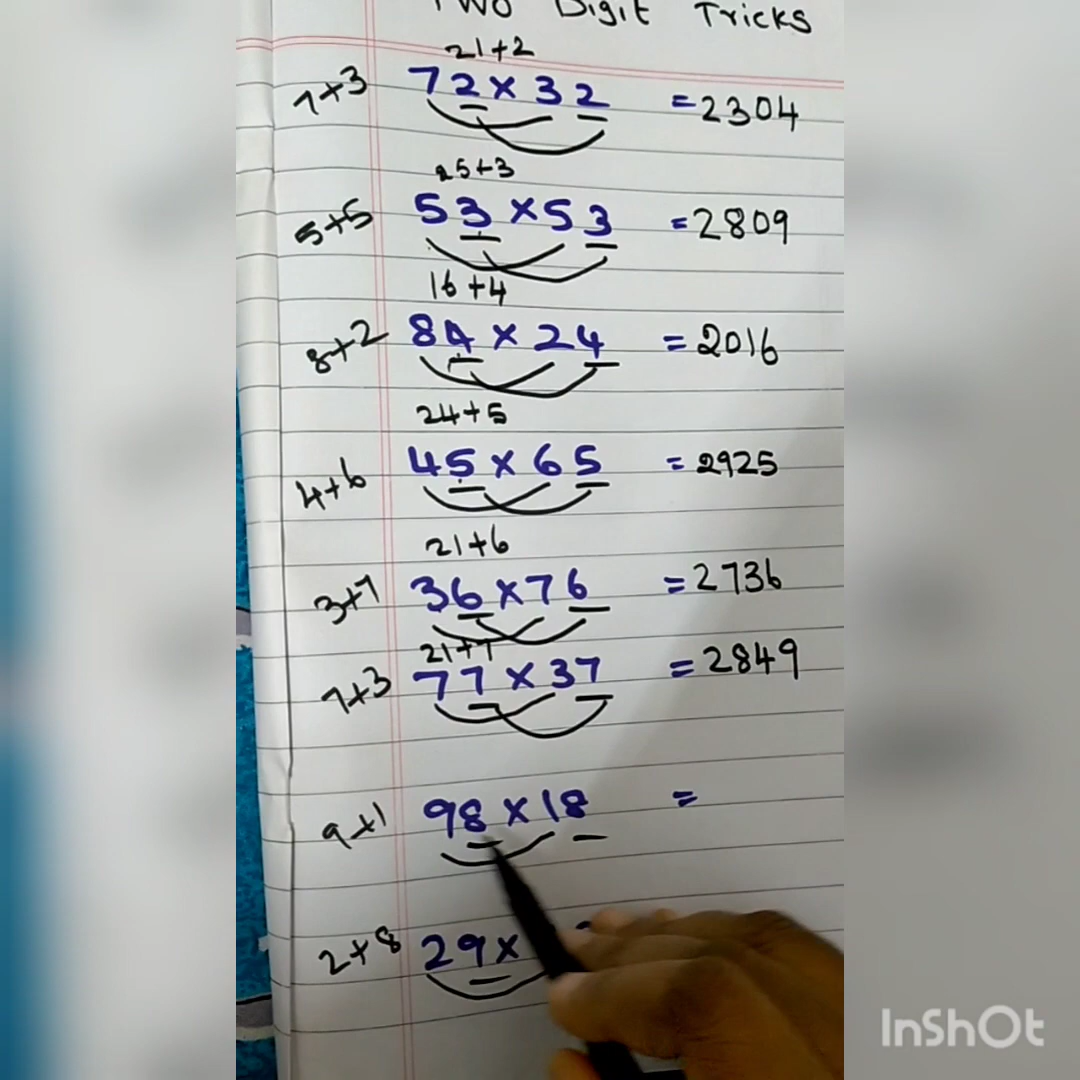 Two Digit Tricks
21+2
7+3 72 × 32 = 2304
25+3
5+5 53 × 53 = 2809
16+4
8+2 84 × 24 = 2016
24+5
4+6 45 × 65 = 2925
21+6
3+7 36 × 76 = 2736
21+7
7+3 77 × 37 = 2849
9+1 98 × 18 =
2+8 29 ×
InShOt